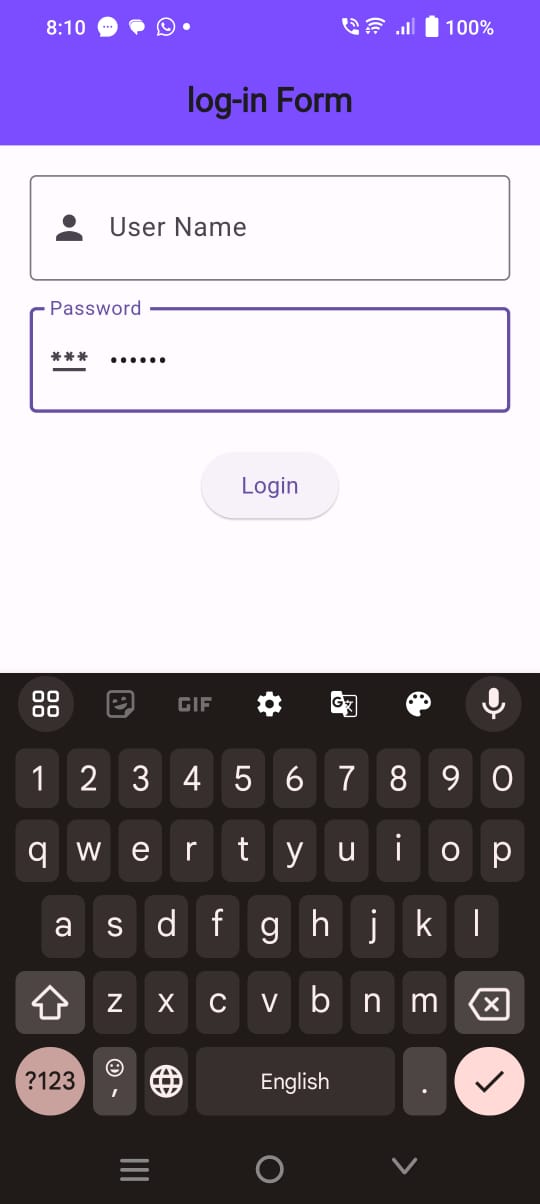 8:10 100%
log-in Form
User Name
Password
*** ••••••
Login
GIF
1 2 3 4 5 6 7 8 9 0
q w e r t y u i o p
a s d f g h j k l
z x c v b n m
?123 , English .